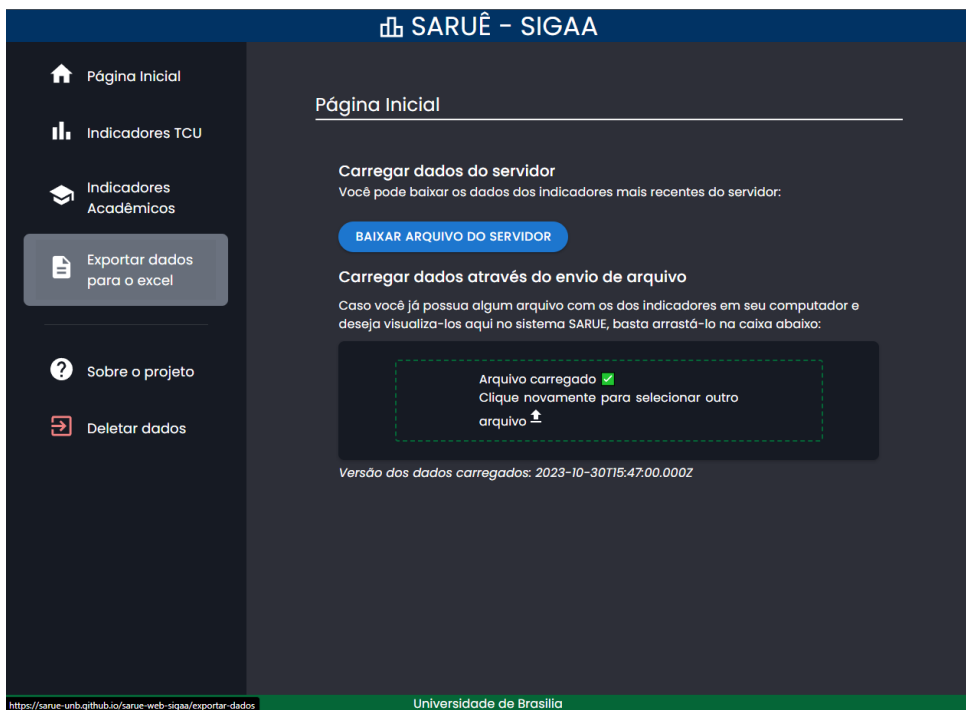 SARUÊ - SIGAA
Página Inicial
Indicadores TCU
Indicadores
Acadêmicos
Exportar dados
para o excel
Sobre o projeto
Deletar dados
Página Inicial
Carregar dados do servidor
Você pode baixar os dados dos indicadores mais recentes do servidor:
BAIXAR ARQUIVO DO SERVIDOR
Carregar dados através do envio de arquivo
Caso você já possua algum arquivo com os dos indicadores em seu computador e
deseja visualiza-los aqui no sistema SARUE, basta arrastá-lo na caixa abaixo:
Arquivo carregado ✅
Clique novamente para selecionar outro
arquivo
Versão dos dados carregados: 2023-10-30T15:47:00.000Z
https://sarue-unb.github.io/sarue-web-sigaa/exportar-dados
Universidade de Brasilia